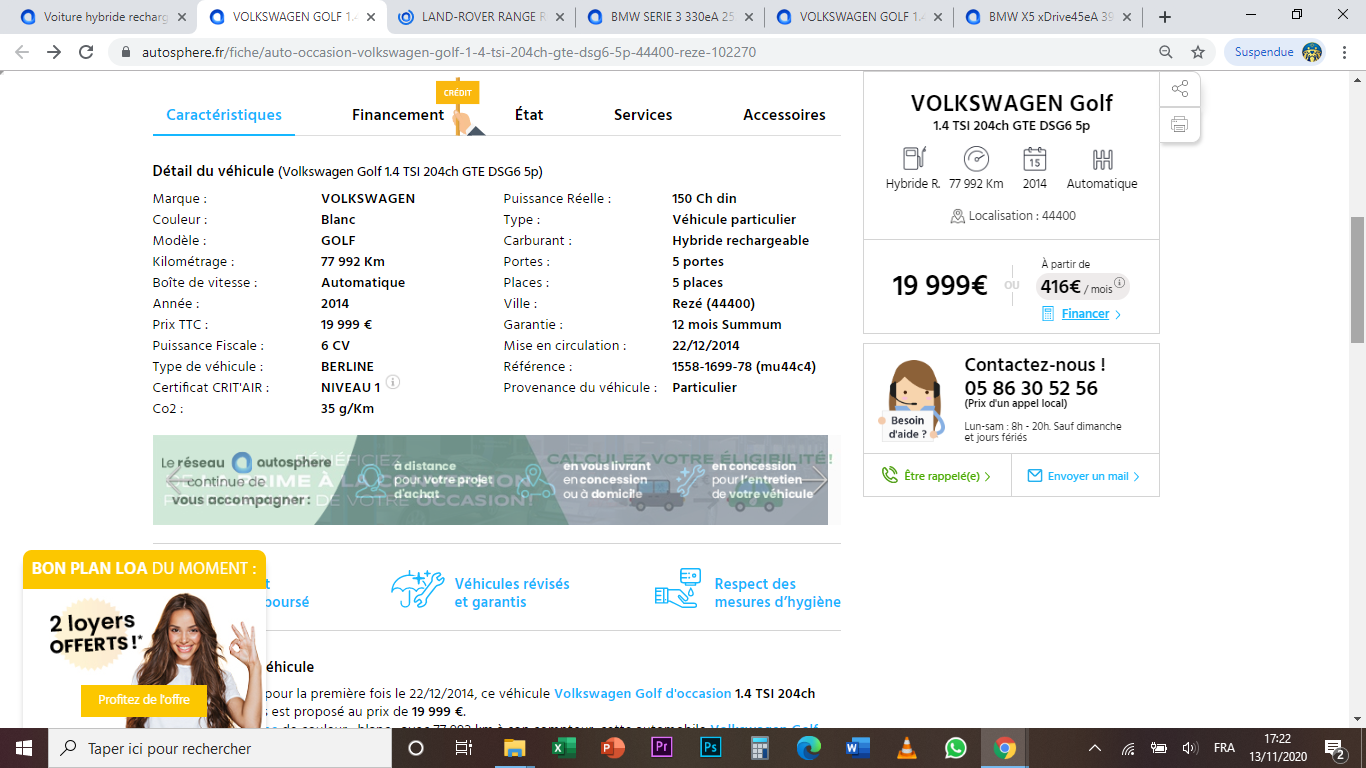 Voiture hybride recharg
VOLKSWAGEN GOLF 1.4
LAND-ROVER RANGE R
BMW SERIE 3 330eA 25
VOLKSWAGEN GOLF 1.4
BMW X5 xDrive45eA 39
autosphere.fr/fiche/auto-occasion-volkswagen-golf-1-4-tsi-204ch-gte-dsg6-5p-44400-reze-102270
Suspendue
CRÉDIT
Caractéristiques
Financement
État
Services
Accessoires
Détail du véhicule (Volkswagen Golf 1.4 TSI 204ch GTE DSG6 5p)
Marque : VOLKSWAGEN
Couleur : Blanc
Modèle : GOLF
Kilométrage : 77 992 Km
Boîte de vitesse : Automatique
Année : 2014
Prix TTC : 19 999 €
Puissance Fiscale : 6 CV
Type de véhicule : BERLINE
Certificat CRIT'AIR : NIVEAU 1
Co2 : 35 g/Km
Puissance Réelle : 150 Ch din
Type : Véhicule particulier
Carburant : Hybride rechargeable
Portes : 5 portes
Places : 5 places
Ville : Rezé (44400)
Garantie : 12 mois Summum
Mise en circulation : 22/12/2014
Référence : 1558-1699-78 (mu44c4)
Provenance du véhicule : Particulier
VOLKSWAGEN Golf
1.4 TSI 204ch GTE DSG6 5p
15
Hybride R.
77 992 Km
2014
Automatique
Localisation : 44400
19 999€
OU
À partir de
416€ / mois
Financer
Contactez-nous !
05 86 30 52 56
(Prix d'un appel local)
Lun-sam : 8h - 20h. Sauf dimanche
et jours fériés
Besoin
d'aide ?
Être rappelé(e)
Envoyer un mail
Le réseau autosphere
continue de
vous accompagner :
BÉNÉFICIEZ
CALCULEZ VOTRE ÉLIGIBILITÉ!
DE VOTRE OCCASION!
à distance
pour votre projet
d'achat
en vous livrant
en concession
ou à domicile
en concession
pour l'entretien
de votre véhicule
t
boursé
Véhicules révisés
et garantis
Respect des
mesures d'hygiène
BON PLAN LOA DU MOMENT :
2 loyers
OFFERTS !*
Profitez de l'offre
éhicule
pour la première fois le 22/12/2014, ce véhicule Volkswagen Golf d'occasion 1.4 TSI 204ch
s est proposé au prix de 19 999 €.
Taper ici pour rechercher
FRA
17:22
13/11/2020
2